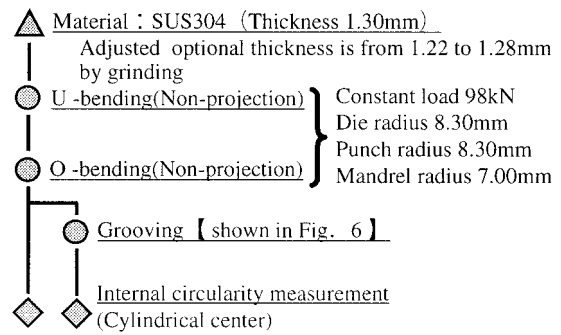 Material：SUS304（Thickness 1.30mm）
Adjusted optional thickness is from 1.22 to 1.28mm
by grinding
U -bending(Non-projection)
O -bending(Non-projection)
Constant load 98kN
Die radius 8.30mm
Punch radius 8.30mm
Mandrel radius 7.00mm
Grooving【 shown in Fig. 6 】
Internal circularity measurement
(Cylindrical center)